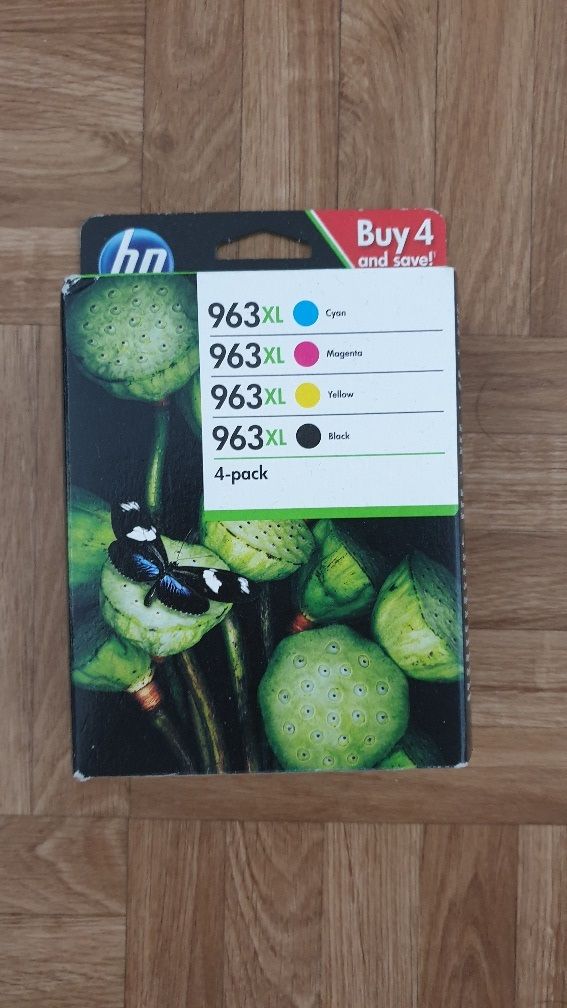 hp
Buy 4
and save!
963XL Cyan
963XL Magenta
963XL Yellow
963XL Black
4-pack